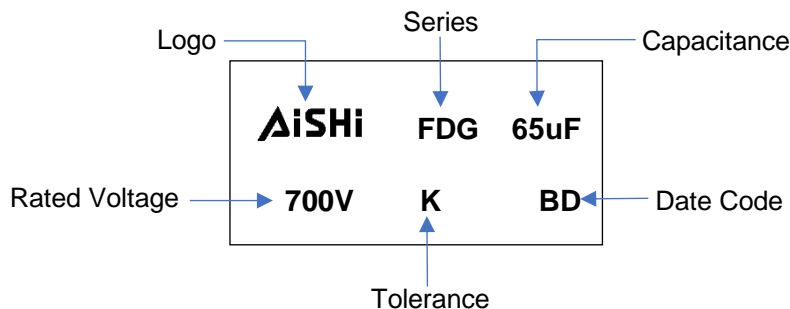 Series
Logo
Capacitance
AiSHi FDG 65uF
Rated Voltage
700V K BD
Date Code
Tolerance